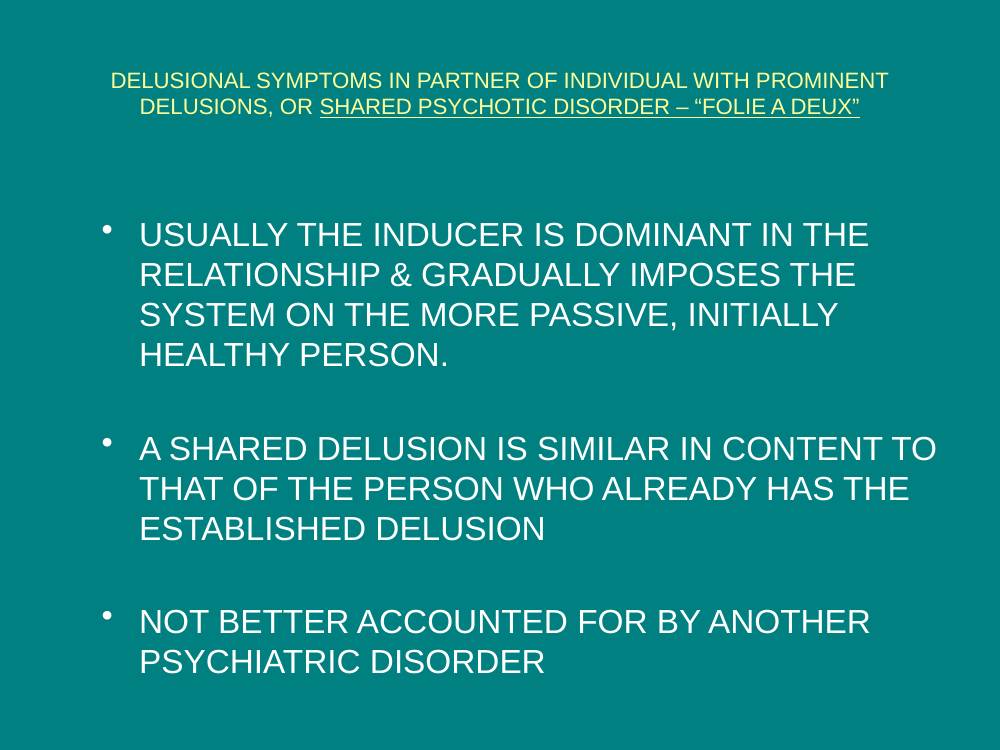 DELUSIONAL SYMPTOMS IN PARTNER OF INDIVIDUAL WITH PROMINENT
DELUSIONS, OR SHARED PSYCHOTIC DISORDER – “FOLIE A DEUX”
• USUALLY THE INDUCER IS DOMINANT IN THE
RELATIONSHIP & GRADUALLY IMPOSES THE
SYSTEM ON THE MORE PASSIVE, INITIALLY
HEALTHY PERSON.
• A SHARED DELUSION IS SIMILAR IN CONTENT TO
THAT OF THE PERSON WHO ALREADY HAS THE
ESTABLISHED DELUSION
• NOT BETTER ACCOUNTED FOR BY ANOTHER
PSYCHIATRIC DISORDER